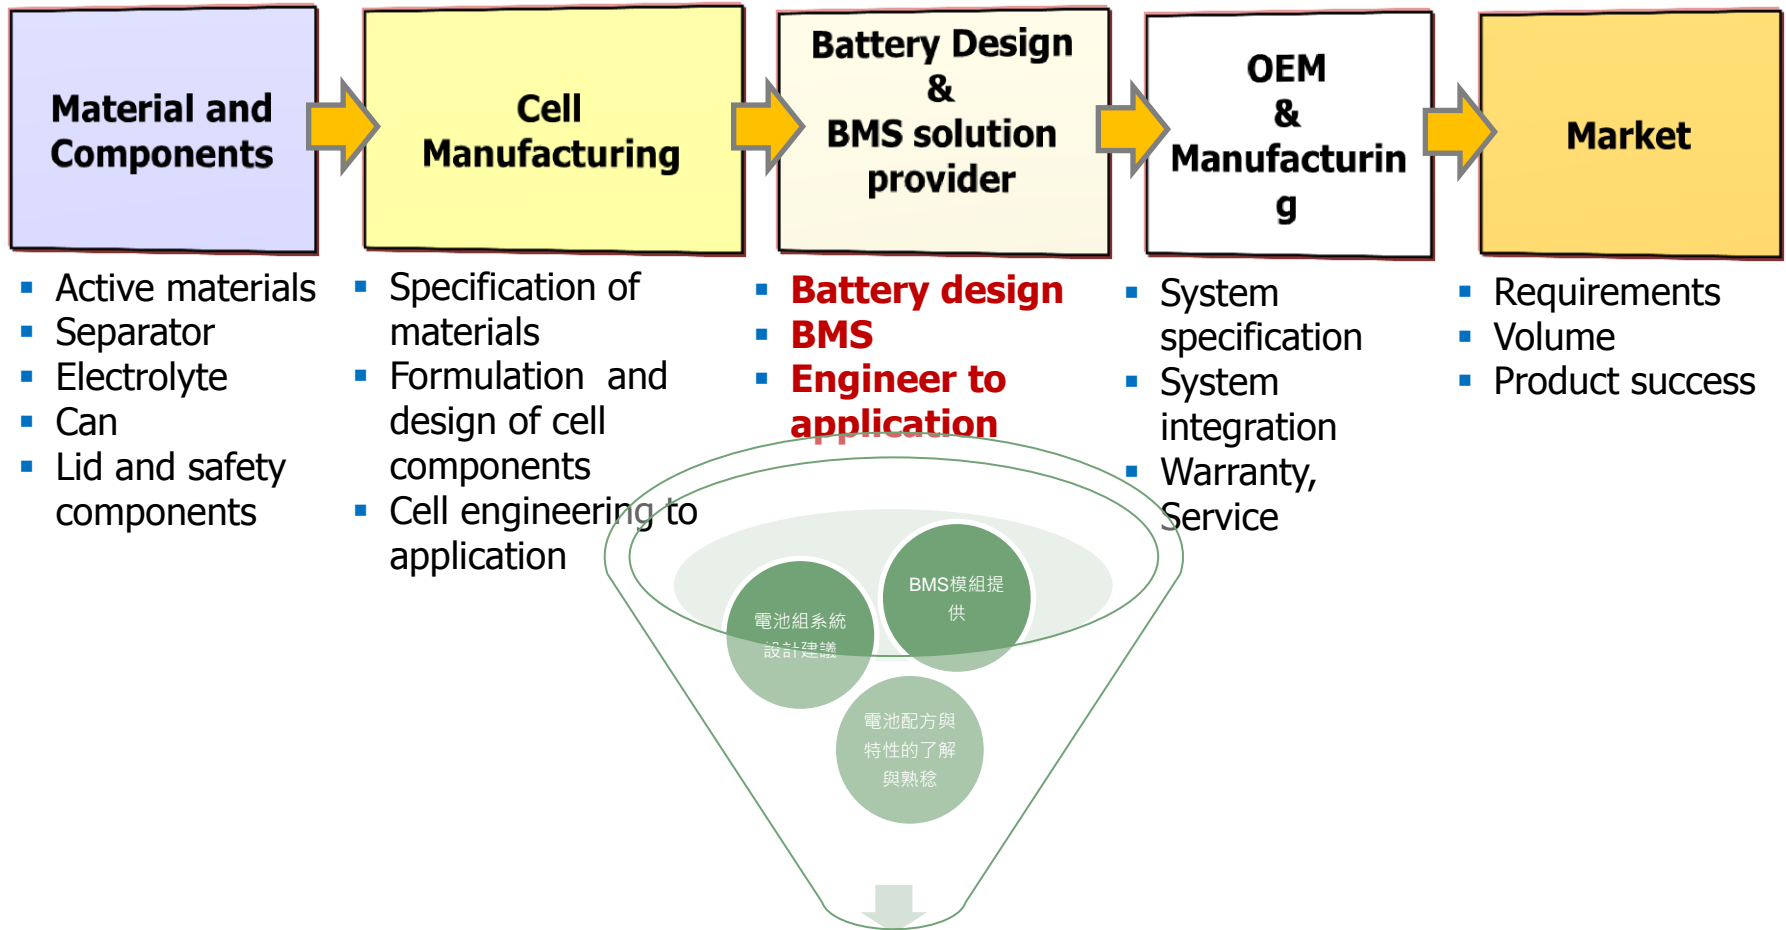 Material and
Components
Cell
Manufacturing
Battery Design
&
BMS solution
provider
OEM
&
Manufacturin
g
Market
▪ Active materials
▪ Separator
▪ Electrolyte
▪ Can
▪ Lid and safety
components
▪ Specification of
materials
▪ Formulation  and
design of cell
components
▪ Cell engineering to
application
▪ Battery design
▪ BMS
▪ Engineer to
application
▪ System
specification
▪ System
integration
▪ Warranty,
Service
▪ Requirements
▪ Volume
▪ Product success
BMS模組提
供
電池組系統
設計建議
電池配方與
特性的了解
與熟稔